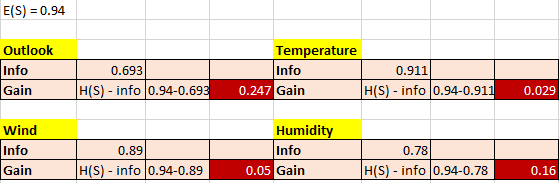 E(S) = 0.94
Outlook Temperature
Info 0.693 Info 0.911
Gain H(S) - info 0.94-0.693 0.247 Gain H(S) - info 0.94-0.911 0.029
Wind Humidity
Info 0.89 Info 0.78
Gain H(S) - info 0.94-0.89 0.05 Gain H(S) - info 0.94-0.78 0.16